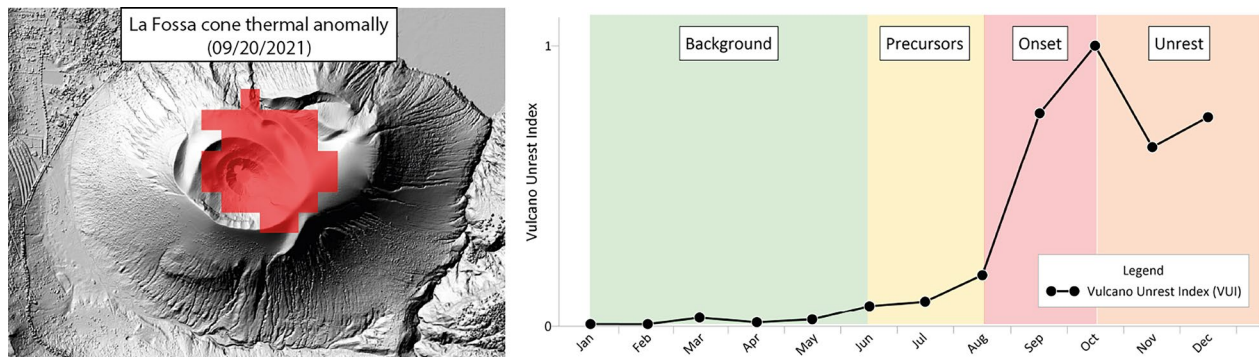 La Fossa cone thermal anomaly
(09/20/2021)
Vulcano Unrest Index
1
0
Background
Precursors
Onset
Unrest
Legend
Vulcano Unrest Index (VUI)
Jan
Feb
Mar
Apr
May
Jun
Jul
Aug
Sep
Oct
Nov
Dec